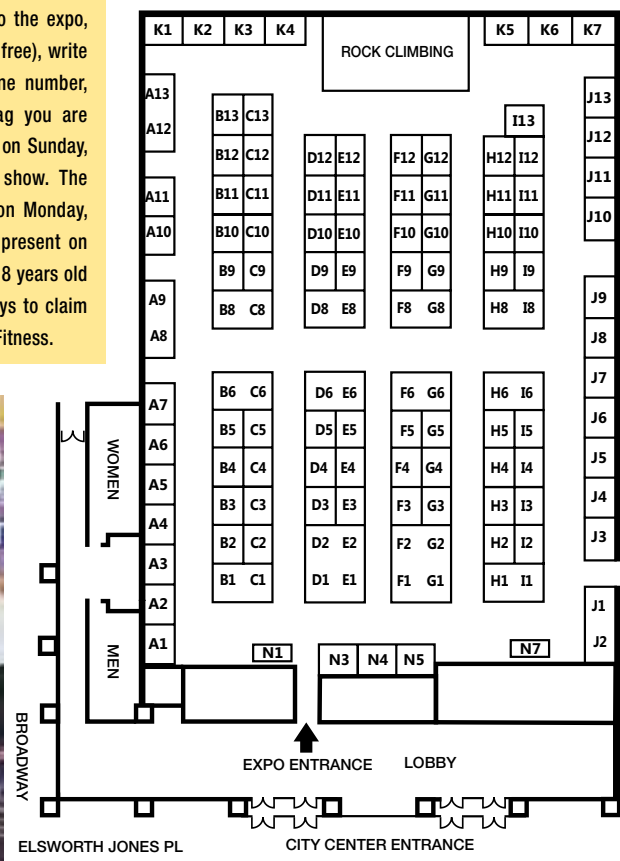 o the expo,
free), write
ne number,
ag you are
on Sunday,
show. The
on Monday,
present on
8 years old
ys to claim
Fitness.
K1 K2 K3 K4 ROCK CLIMBING K5 K6 K7
A13 B13 C13 I13 J13
A12 B12 C12 D12 E12 F12 G12 H12 I12 J12
A11 B11 C11 D11 E11 F11 G11 H11 I11 J11
A10 B10 C10 D10 E10 F10 G10 H10 I10 J10
A9 B9 C9 D9 E9 F9 G9 H9 I9 J9
A8 B8 C8 D8 E8 F8 G8 H8 I8 J8
A7 B6 C6 D6 E6 F6 G6 H6 I6 J7
WOMEN A6 B5 C5 D5 E5 F5 G5 H5 I5 J6
A5 B4 C4 D4 E4 F4 G4 H4 I4 J5
A4 B3 C3 D3 E3 F3 G3 H3 I3 J4
A3 B2 C2 D2 E2 F2 G2 H2 I2 J3
A2 B1 C1 D1 E1 F1 G1 H1 I1 J1
MEN A1 N1 N3 N4 N5 N7 J2
BROADWAY
EXPO ENTRANCE LOBBY
ELSWORTH JONES PL CITY CENTER ENTRANCE